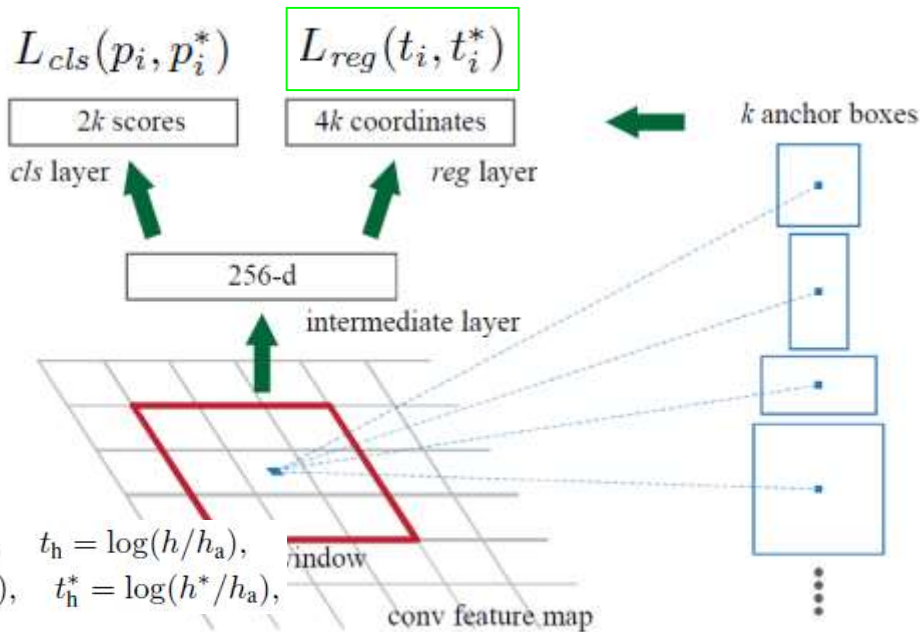 L_{cls}(p_i, p_i^*)
L_{reg}(t_i, t_i^*)
2k scores
4k coordinates
k anchor boxes
cls layer
reg layer
256-d
intermediate layer
t_h = log(h/h_a),
), t_h^* = log(h^*/h_a),
indow
conv feature map